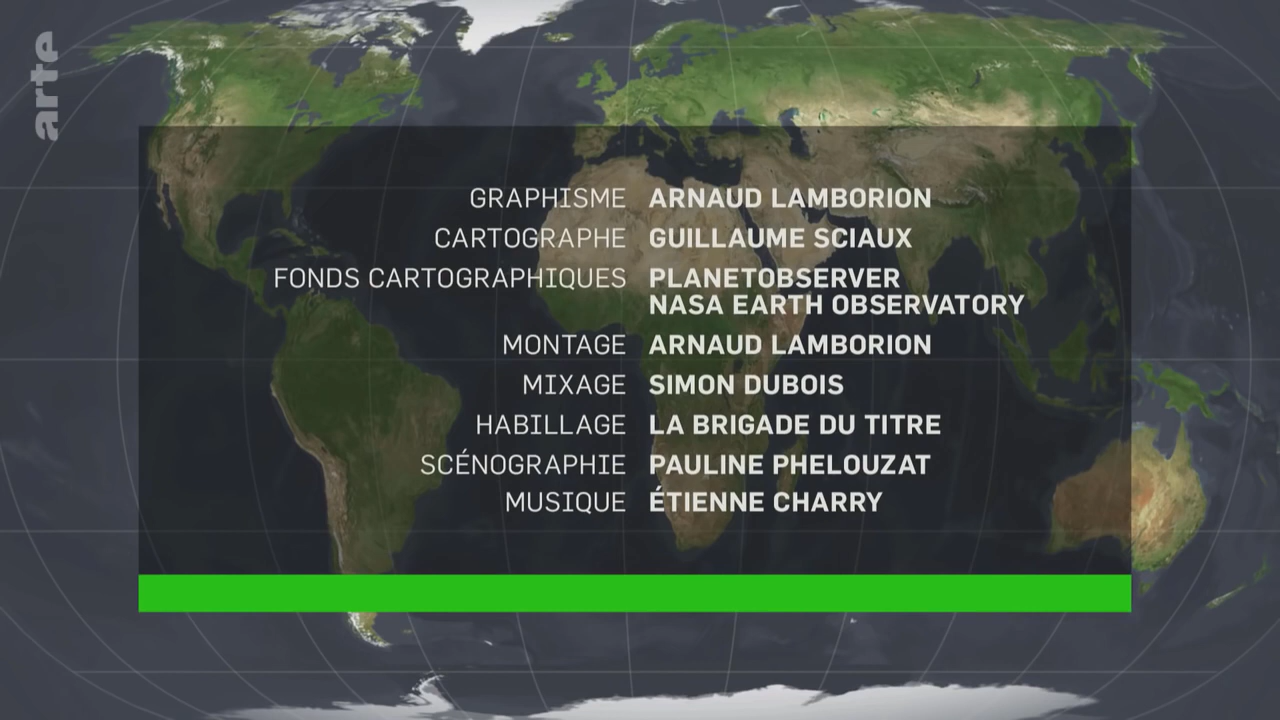 arte
GRAPHISME ARNAUD LAMBORION
CARTOGRAPHE GUILLAUME SCIAUX
FONDS CARTOGRAPHIQUES PLANETOBSERVER
NASA EARTH OBSERVATORY
MONTAGE ARNAUD LAMBORION
MIXAGE SIMON DUBOIS
HABILLAGE LA BRIGADE DU TITRE
SCÉNOGRAPHIE PAULINE PHELOUZAT
MUSIQUE ÉTIENNE CHARRY